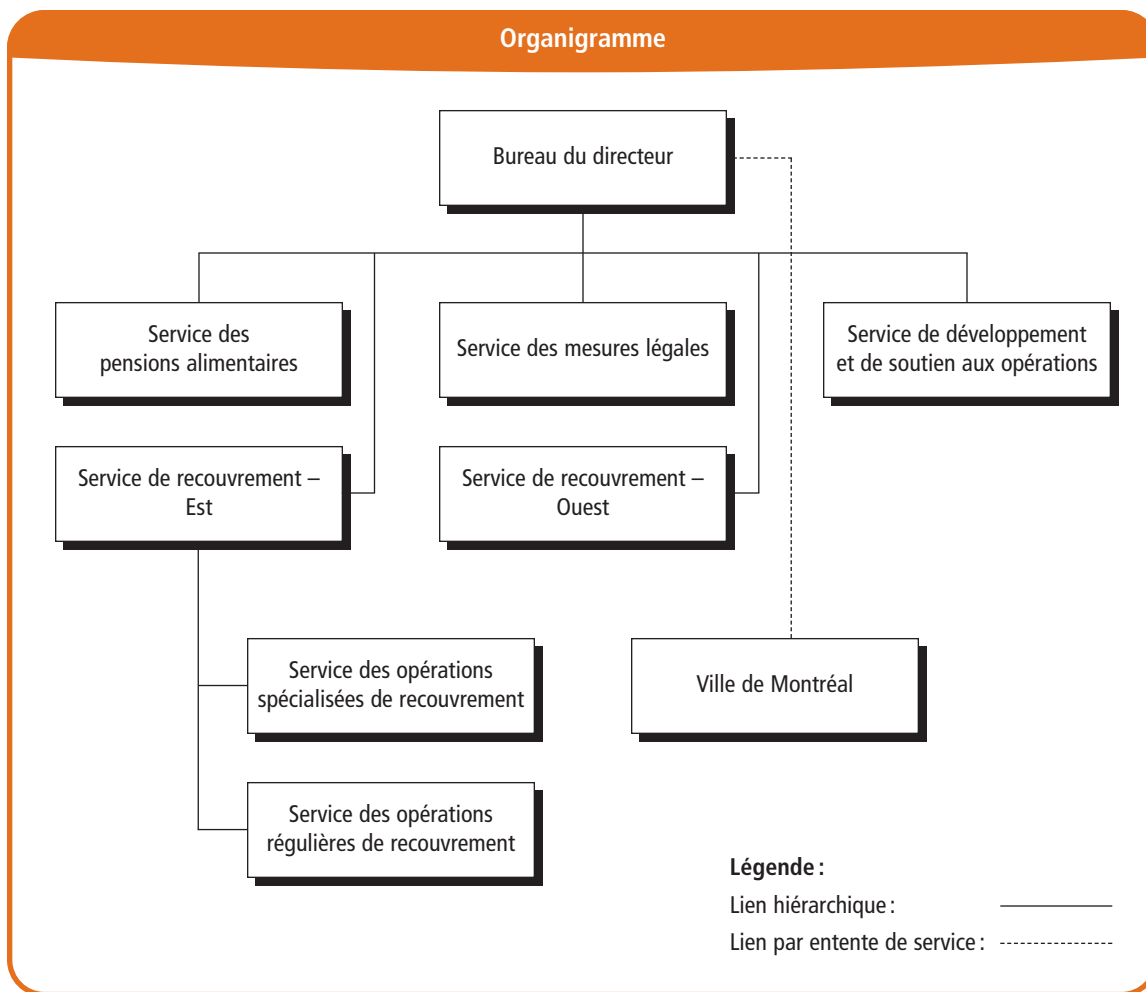 Organigramme
Bureau du directeur
Service des
pensions alimentaires
Service des mesures légales
Service de développement
et de soutien aux opérations
Service de recouvrement –
Est
Service de recouvrement –
Ouest
Service des opérations
spécialisées de recouvrement
Ville de Montréal
Service des opérations
régulières de recouvrement
Légende :
Lien hiérarchique :
Lien par entente de service :